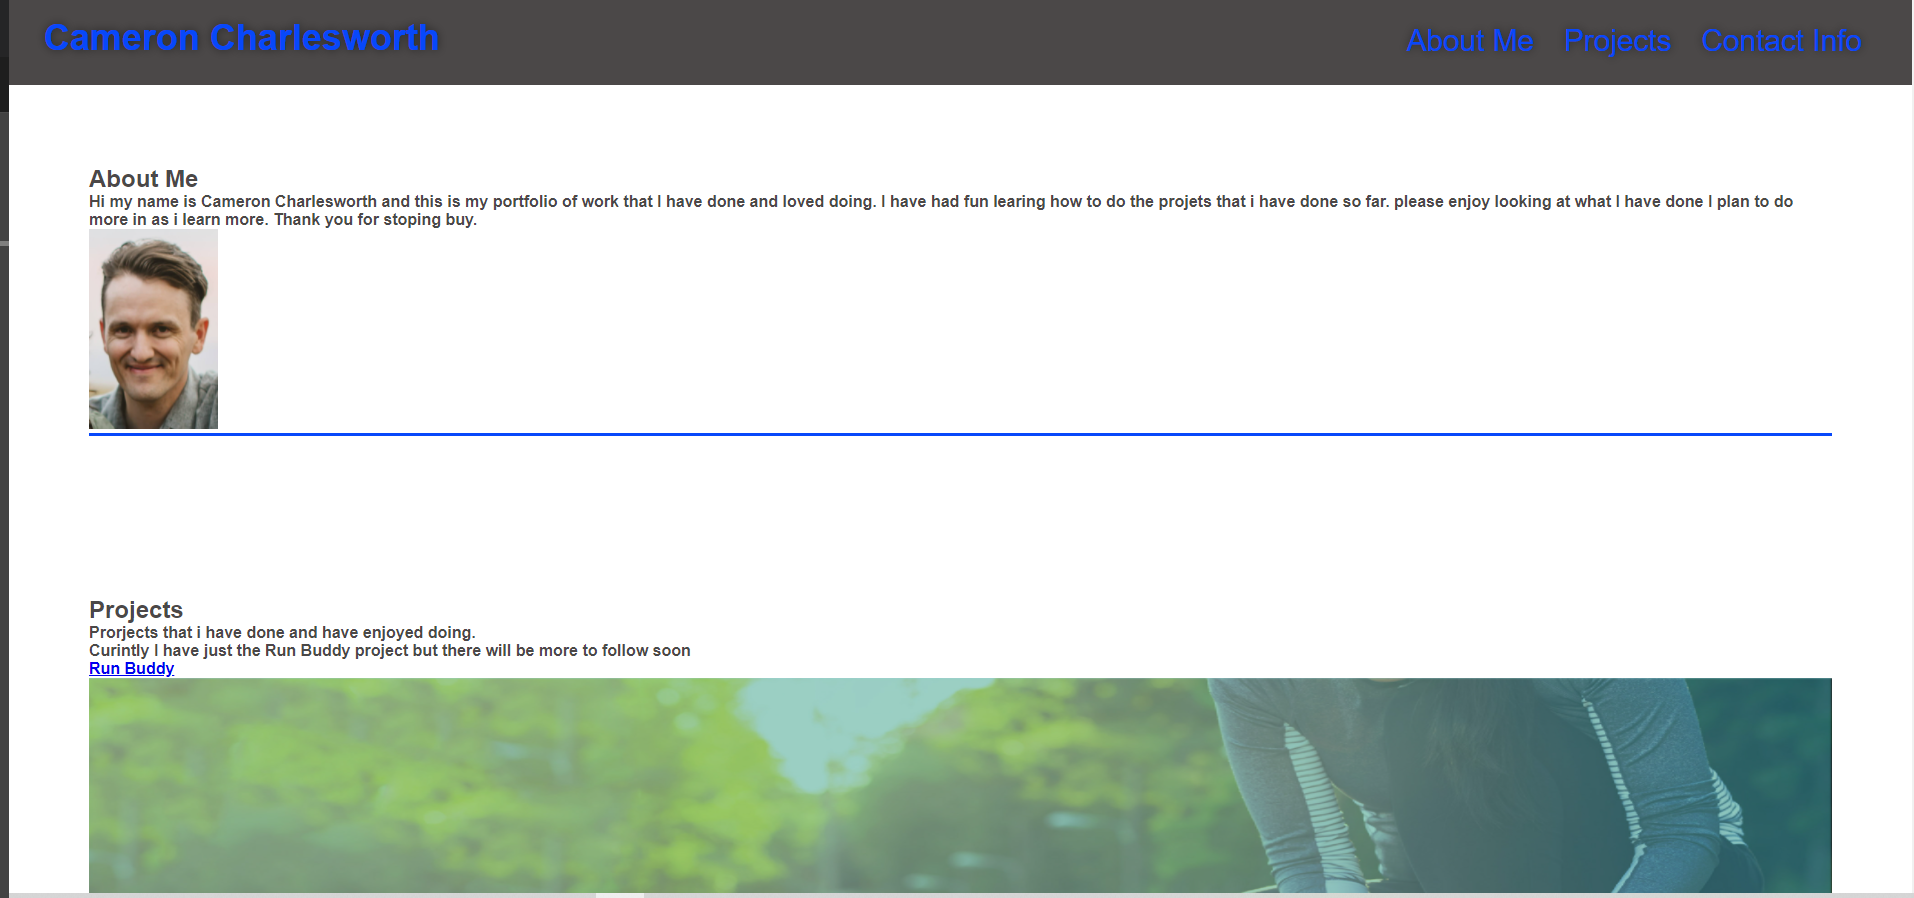 Cameron Charlesworth
About Me
Projects
Contact Info
About Me
Hi my name is Cameron Charlesworth and this is my portfolio of work that I have done and loved doing. I have had fun learing how to do the projets that i have done so far. please enjoy looking at what I have done I plan to do
more in as i learn more. Thank you for stoping buy.
Projects
Prorjects that i have done and have enjoyed doing.
Curintly I have just the Run Buddy project but there will be more to follow soon
Run Buddy